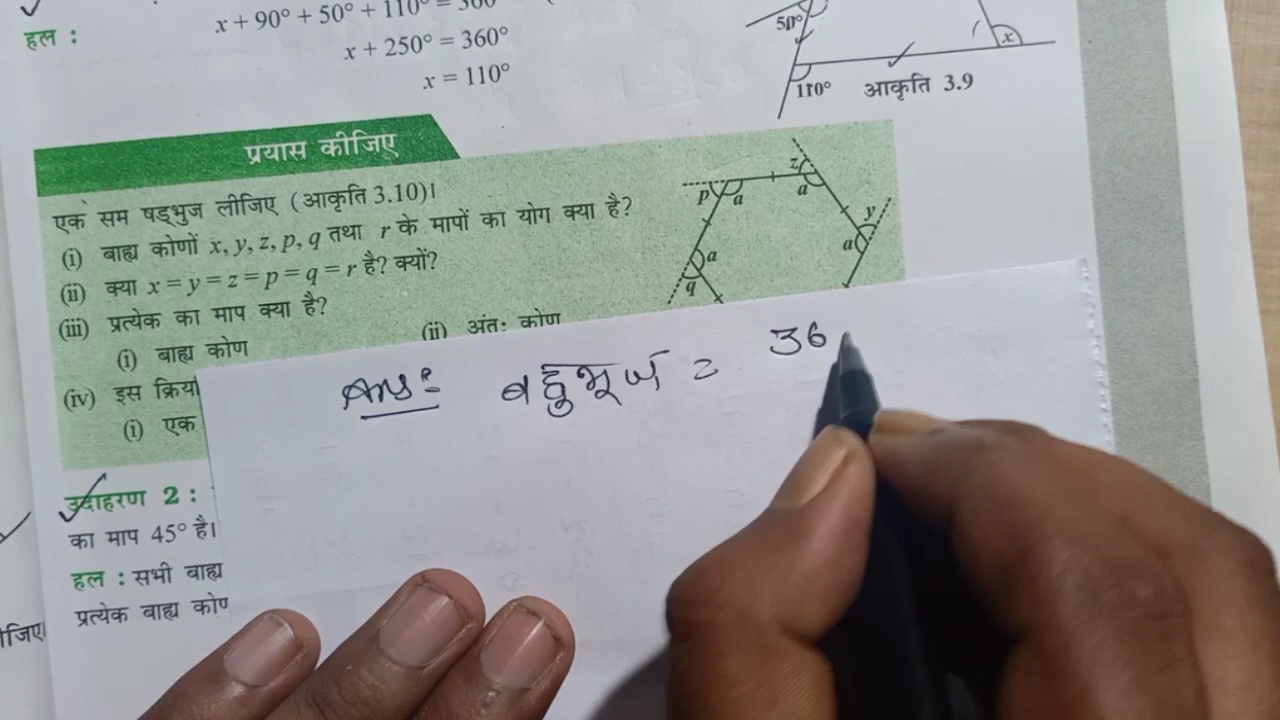 x + 90° + 50° + 110° = 360
हल :
x + 250° = 360°
x = 110°
50°
x
110°
आकृति 3.9
प्रयास कीजिए
एक सम षड्भुज लीजिए (आकृति 3.10)।
(i) बाह्य कोणों x, y, z, p, q तथा r के मापों का योग क्या है?
(ii) क्या x = y = z = p = q = r है? क्यों?
(iii) प्रत्येक का माप क्या है?
(i) बाह्य कोण (ii) अंतः कोण
(iv) इस क्रिया
(i) एक
z
p a a
y
a a
q
Ans: बहुभूर्ज = 36
उदाहरण 2 :
का माप 45° है।
हल : सभी बाह्य
प्रत्येक बाह्य कोण
जिए।